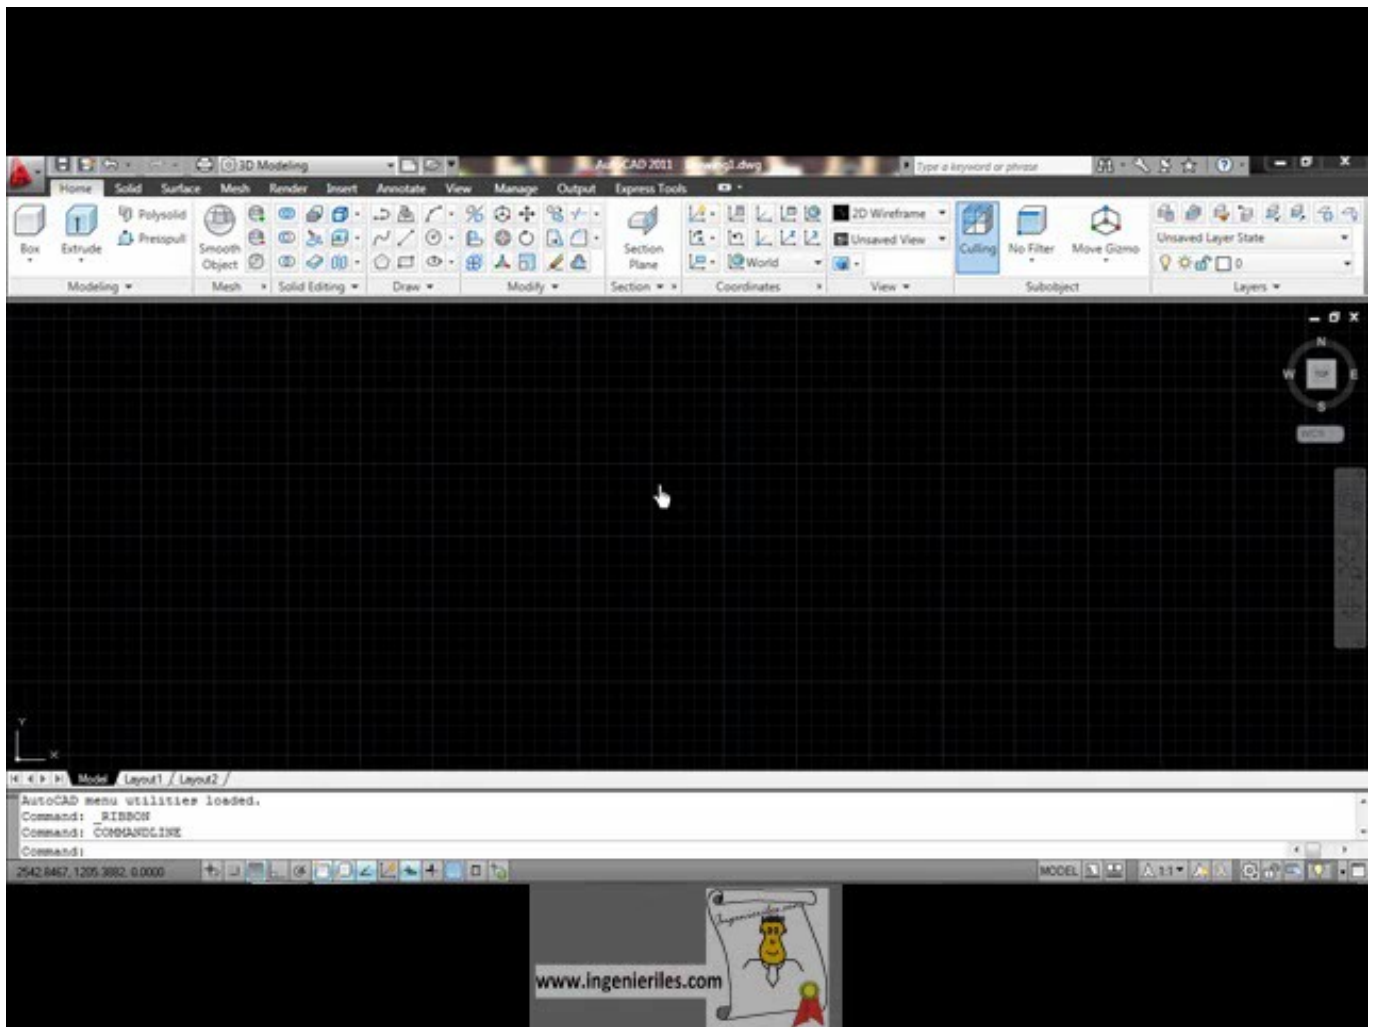 3D Modeling AutoCAD 2011 Drawing1.dwg Type a keyword or phrase
Home Solid Surface Mesh Render Insert Annotate View Manage Output Express Tools
Box Extrude Polysolid Presspull
Smooth Object
Section Plane
World
2D Wireframe
Unsaved View
Culling No Filter Move Gizmo
Unsaved Layer State
0
Modeling Mesh Solid Editing Draw Modify Section Coordinates View Subobject Layers
N
W TOP E
S
WCS
Y
X
Model Layout1 Layout2
AutoCAD menu utilities loaded.
Command: _RIBBON
Command: COMMANDLINE
Command:
2542.8467, 1205.3882, 0.0000 MODEL 1:1
Ingenieriles.com
www.ingenieriles.com